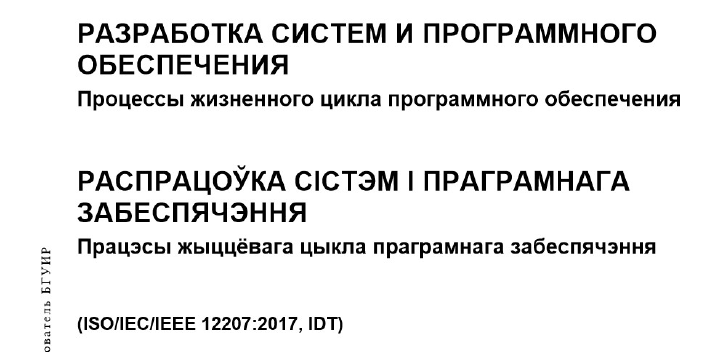 РАЗРАБОТКА СИСТЕМ И ПРОГРАММНОГО
ОБЕСПЕЧЕНИЯ
Процессы жизненного цикла программного обеспечения
РАСПРАЦОЎКА СІСТЭМ І ПРАГРАМНАГА
ЗАБЕСПЯЧЭННЯ
Працэсы жыццёвага цыкла праграмнага забеспячэння
ователь БГУИР
(ISO/IEC/IEEE 12207:2017, IDT)